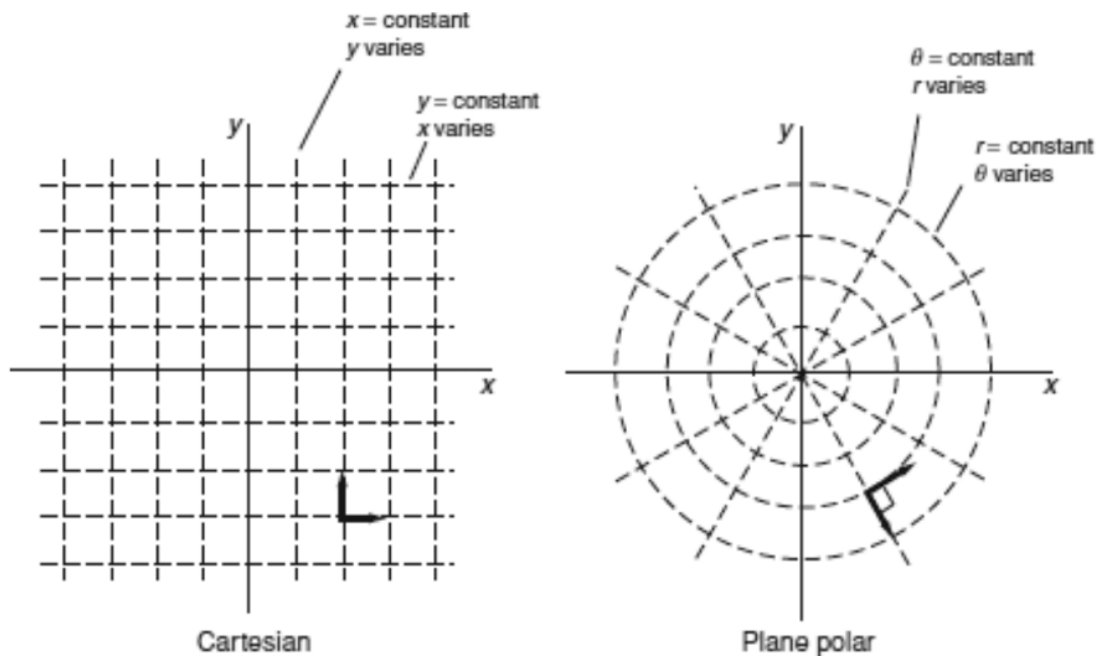 x = constant
y varies
y = constant
x varies
y
x
Cartesian
θ = constant
r varies
r = constant
θ varies
y
x
Plane polar